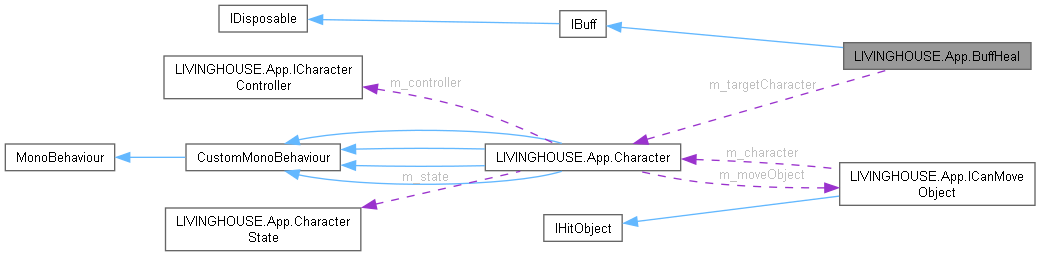 IDisposable
IBuff
LIVINGHOUSE.App.BuffHeal
LIVINGHOUSE.App.ICharacter
Controller
m_controller
m_targetCharacter
MonoBehaviour
CustomMonoBehaviour
LIVINGHOUSE.App.Character
m_character
m_state
m_moveObject
LIVINGHOUSE.App.ICanMove
Object
LIVINGHOUSE.App.Character
State
IHitObject